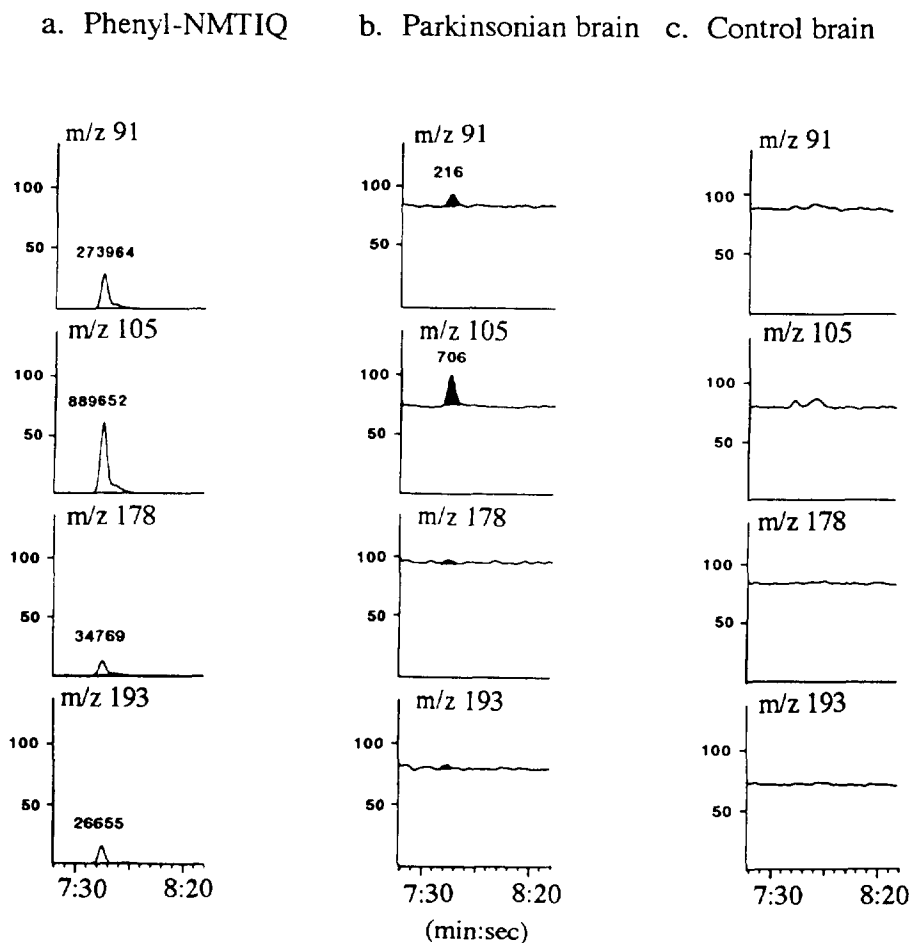 a. Phenyl-NMTIQ
b. Parkinsonian brain
c. Control brain
m/z 91
100
50
273964
m/z 105
100
50
889652
m/z 178
100
50
34769
m/z 193
100
50
26655
7:30
8:20
m/z 91
216
100
50
m/z 105
706
100
50
m/z 178
100
50
m/z 193
100
50
7:30
8:20
(min:sec)
m/z 91
100
50
m/z 105
100
50
m/z 178
100
50
m/z 193
100
50
7:30
8:20